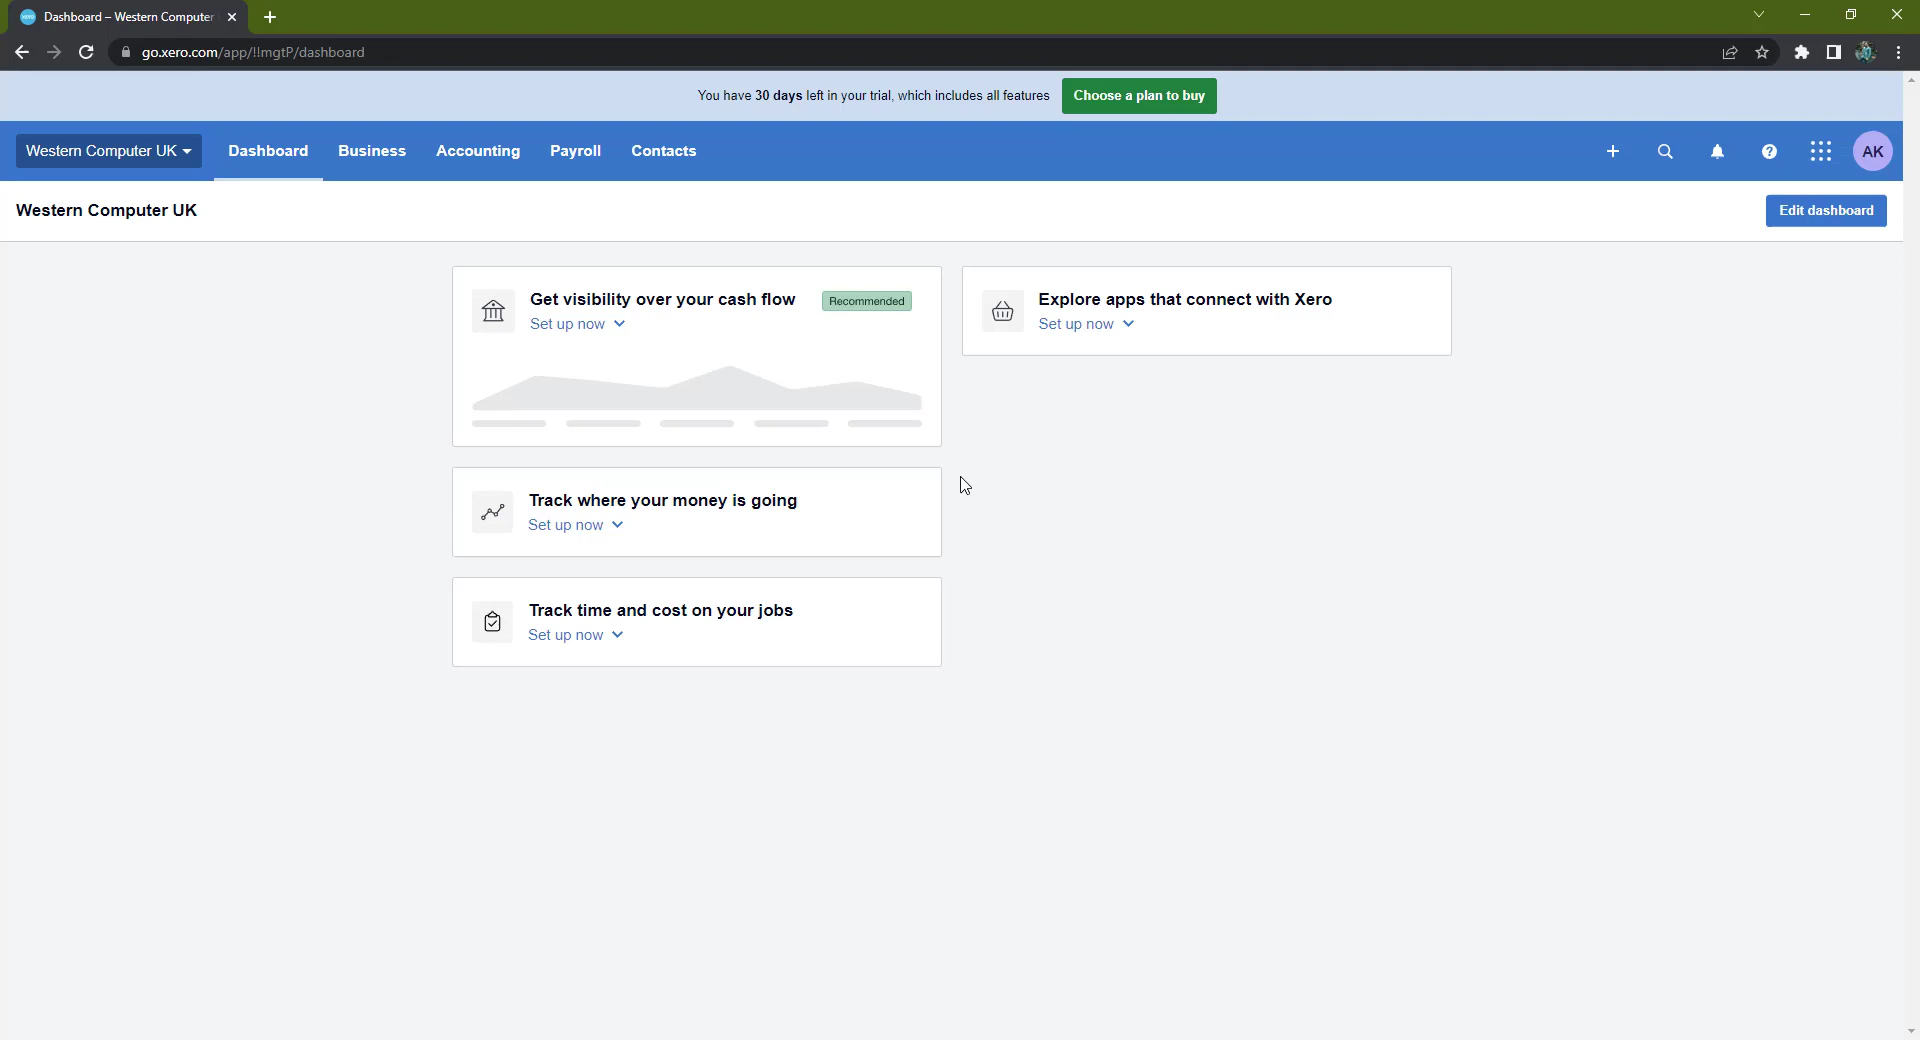 Dashboard – Western Computer
go.xero.com/app/!!mgtP/dashboard
You have 30 days left in your trial, which includes all features
Choose a plan to buy
Western Computer UK
Dashboard
Business
Accounting
Payroll
Contacts
AK
Western Computer UK
Edit dashboard
Get visibility over your cash flow
Recommended
Set up now
Explore apps that connect with Xero
Set up now
Track where your money is going
Set up now
Track time and cost on your jobs
Set up now